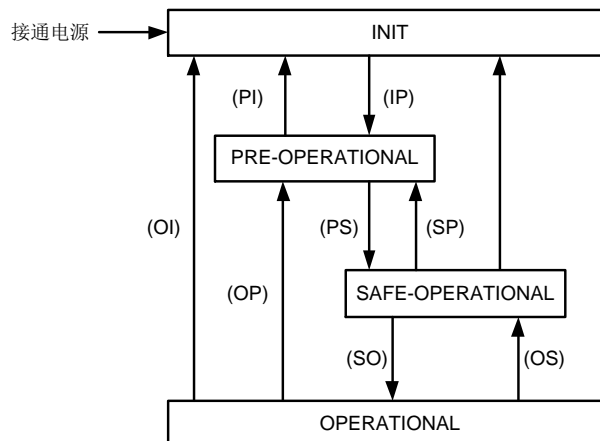 接通电源
INIT
(PI)
(IP)
PRE-OPERATIONAL
(OI)
(PS)
(SP)
(OP)
SAFE-OPERATIONAL
(SO)
(OS)
OPERATIONAL